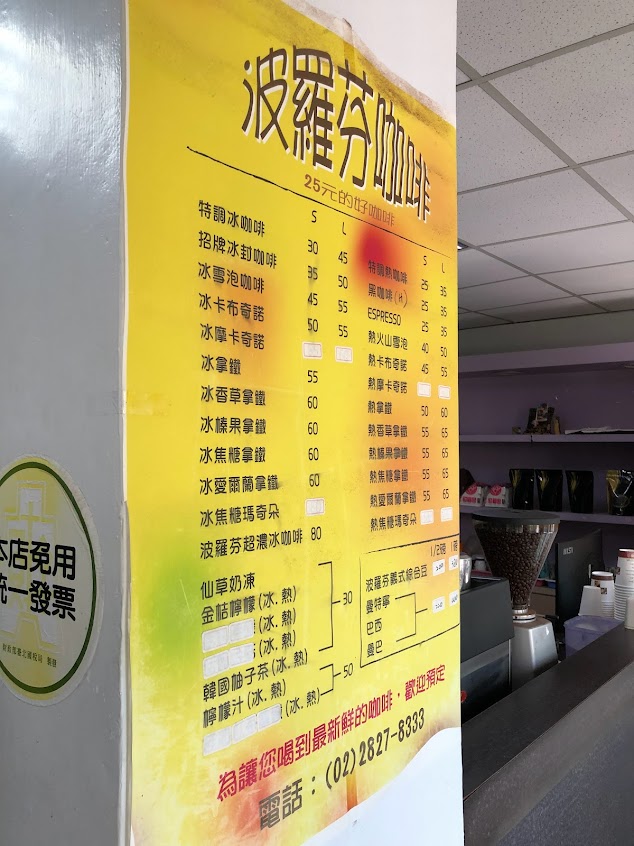 波羅芬咖啡
25元的好咖啡
S L
特調冰咖啡 30 45
招牌冰封咖啡 35 50
冰雪泡咖啡 45 55
冰卡布奇諾 50 55
冰摩卡奇諾
冰拿鐵 55
冰香草拿鐵 60
冰榛果拿鐵 60
冰焦糖拿鐵 60
冰愛爾蘭拿鐵 60
冰焦糖瑪奇朵
波羅芬超濃冰咖啡 80
仙草奶凍
金桔檸檬(冰.熱)
(冰.熱)
(冰.熱)
30
韓國柚子茶(冰.熱)
檸檬汁(冰.熱)
50
(冰.熱)
S L
特調熱咖啡 25 35
黑咖啡(熱) 25 35
ESPRESSO 25 35
熱火山雪泡 40 50
熱卡布奇諾 45 55
熱摩卡奇諾
熱拿鐵 50 60
熱香草拿鐵 55 65
熱榛果拿鐵 55 65
熱焦糖拿鐵 55 65
熱愛爾蘭拿鐵 55 65
熱焦糖瑪奇朵
1/2磅 1磅
波羅芬義式綜合豆
曼特寧
巴西
曼巴
為讓您喝到最新鮮的咖啡，歡迎預定
電話：(02)2827-8333
本店免用
統一發票